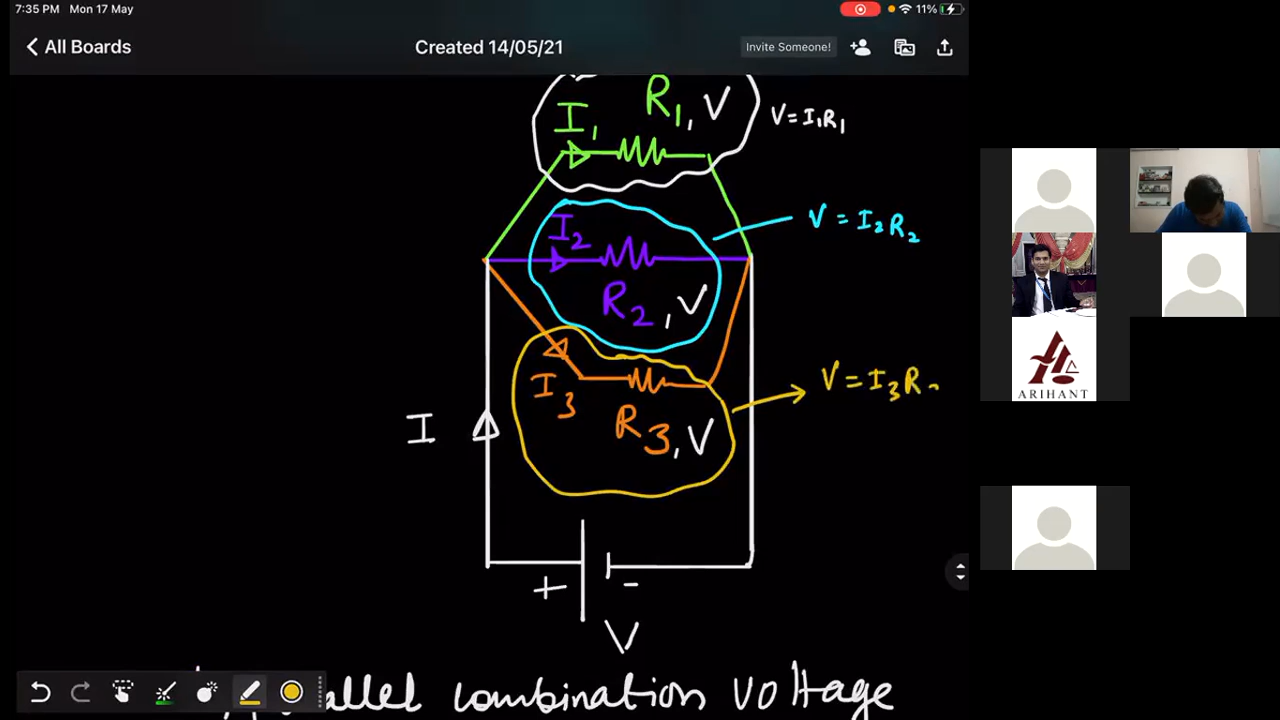 7:35 PM Mon 17 May
11%
All Boards
Created 14/05/21
Invite Someone!
R1, V
I1
V = I1R1
I2
V = I2R2
R2, V
I3
V = I3R
R3, V
I
+ -
V
combination voltage
ARIHANT